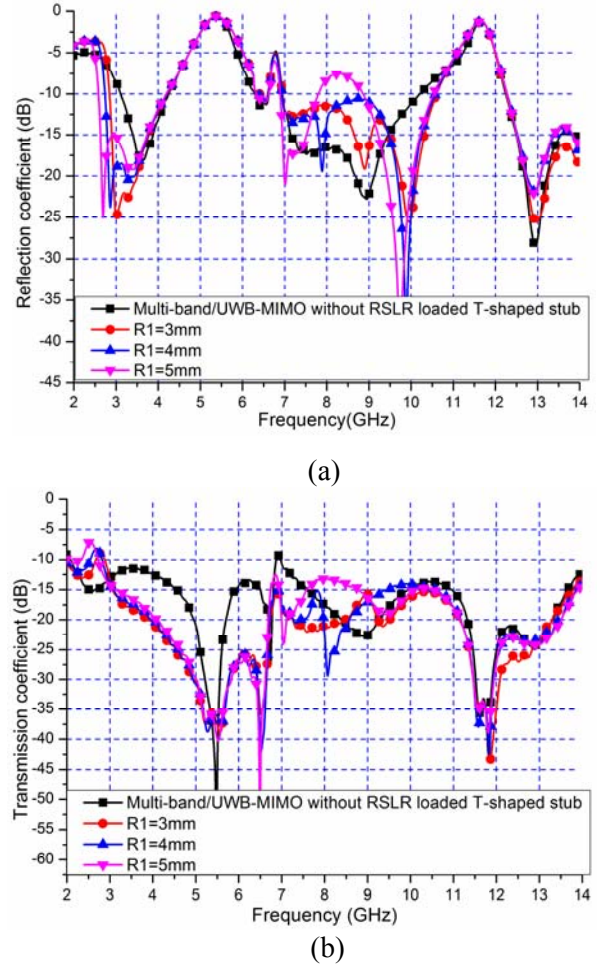 0
-5
-10
-15
-20
-25
-30
-35
-40
-45
Reflection coefficient (dB)
Multi-band/UWB-MIMO without RSLR loaded T-shaped stub
R1=3mm
R1=4mm
R1=5mm
2 3 4 5 6 7 8 9 10 11 12 13 14
Frequency(GHz)
(a)
0
-5
-10
-15
-20
-25
-30
-35
-40
-45
-50
-55
-60
Transmission coefficient (dB)
Multi-band/UWB-MIMO without RSLR loaded T-shaped stub
R1=3mm
R1=4mm
R1=5mm
2 3 4 5 6 7 8 9 10 11 12 13 14
Frequency (GHz)
(b)